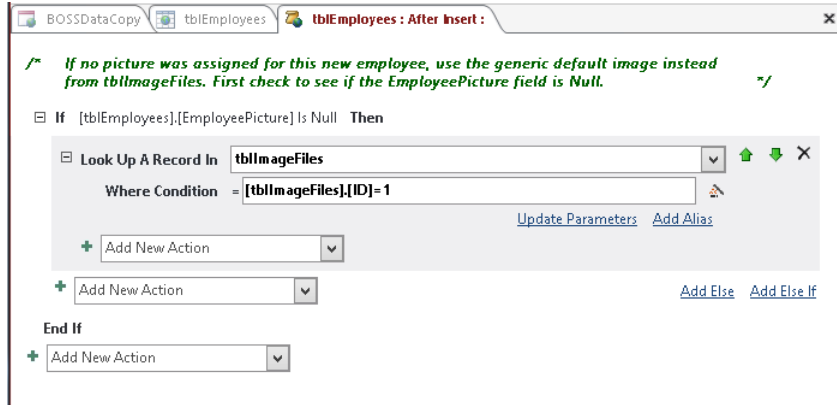 BOSSDataCopy tblEmployees tblEmployees : After Insert :
/* If no picture was assigned for this new employee, use the generic default image instead
from tblImageFiles. First check to see if the EmployeePicture field is Null. */
If [tblEmployees].[EmployeePicture] Is Null Then
Look Up A Record In tblImageFiles
Where Condition = [tblImageFiles].[ID]=1
Update Parameters Add Alias
Add New Action
Add New Action Add Else Add Else If
End If
Add New Action